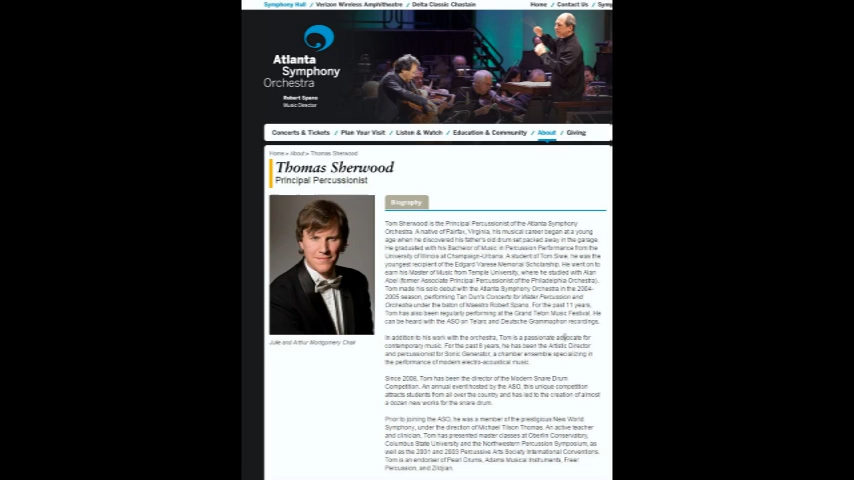 Symphony Hall / Verizon Wireless Amphitheatre / Delta Classic Chastain Home / Contact Us / Sym
Atlanta
Symphony
Orchestra
Robert Spano
Music Director
Concerts & Tickets / Plan Your Visit / Listen & Watch / Education & Community / About / Giving
Home » About » Thomas Sherwood
Thomas Sherwood
Principal Percussionist
Biography
Tom Sherwood is the Principal Percussionist of the Atlanta Symphony
Orchestra. A native of Fairfax, Virginia, his musical career began at a young
age when he discovered his father's old drum set packed away in the garage.
He graduated with his Bachelor of Music in Percussion Performance from the
University of Illinois at Champaign-Urbana. A student of Tom Siwe, he was the
youngest recipient of the Edgard Varese Memorial Scholarship. He went on to
earn his Master of Music from Temple University, where he studied with Alan
Abel (former Associate Principal Percussionist of the Philadelphia Orchestra).
Tom made his solo debut with the Atlanta Symphony Orchestra in the 2004-
2005 season, performing Tan Dun's Concerto for Water Percussion and
Orchestra under the baton of Maestro Robert Spano. For the past 11 years,
Tom has also been regularly performing at the Grand Teton Music Festival. He
can be heard with the ASO on Telarc and Deutsche Grammophon recordings.
Julie and Arthur Montgomery Chair
In addition to his work with the orchestra, Tom is a passionate advocate for
contemporary music. For the past 8 years, he has been the Artistic Director
and percussionist for Sonic Generator, a chamber ensemble specializing in
the performance of modern electro-acoustical music.
Since 2006, Tom has been the director of the Modern Snare Drum
Competition. An annual event hosted by the ASO, this unique competition
attracts students from all over the country and has led to the creation of almost
a dozen new works for the snare drum.
Prior to joining the ASO, he was a member of the prestigious New World
Symphony, under the direction of Michael Tilson Thomas. An active teacher
and clinician, Tom has presented master classes at Oberlin Conservatory,
Columbus State University and the Northwestern Percussion Symposium, as
well as the 2001 and 2003 Percussive Arts Society International Conventions.
Tom is an endorser of Pearl Drums, Adams Musical Instruments, Freer
Percussion, and Zildjian.